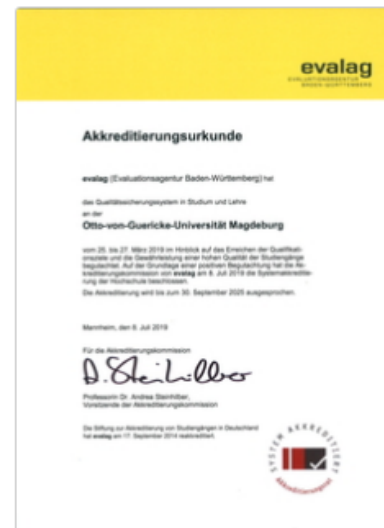 evalag
EVALUATIONSAGENTUR
BADEN-WÜRTTEMBERG
Akkreditierungsurkunde
evalag (Evaluationsagentur Baden-Württemberg) hat
das Qualitätssicherungssystem in Studium und Lehre
an der
Otto-von-Guericke-Universität Magdeburg
vom 25. bis 27. März 2019 im Hinblick auf das Erreichen der Qualifikati-
onsziele und die Gewährleistung einer hohen Qualität der Studiengänge
begutachtet. Auf der Grundlage einer positiven Begutachtung hat die Ak-
kreditierungskommission von evalag am 8. Juli 2019 die Systemakkreditie-
rung der Hochschule beschlossen.
Die Akkreditierung wird bis zum 30. September 2025 ausgesprochen.
Mannheim, den 8. Juli 2019
Für die Akkreditierungskommission
A. Steinhilber
Professorin Dr. Andrea Steinhilber,
Vorsitzende der Akkreditierungskommission
Die Stiftung zur Akkreditierung von Studiengängen in Deutschland
hat evalag am 17. September 2014 reakkreditiert.
SYSTEM AKKREDITIERT
Akkreditierungsrat